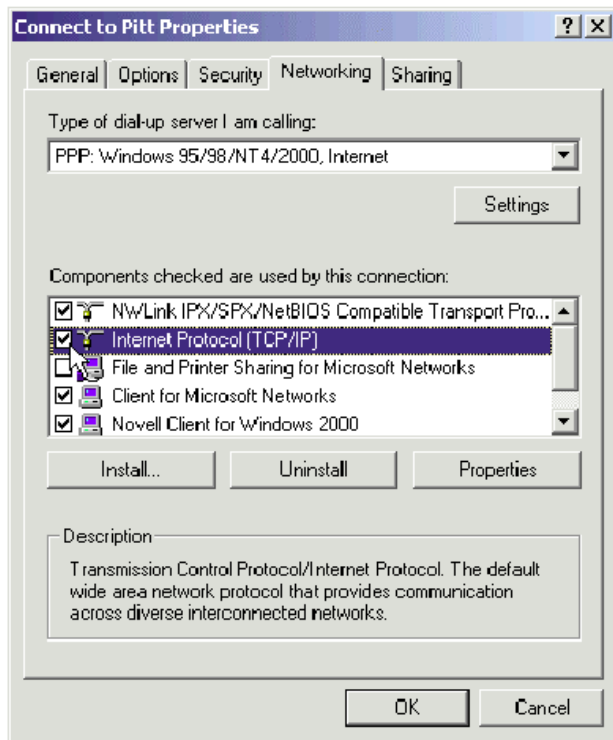 Connect to Pitt Properties
General Options Security Networking Sharing
Type of dial-up server I am calling:
PPP: Windows 95/98/NT4/2000, Internet
Settings
Components checked are used by this connection:
NWLink IPX/SPX/NetBIOS Compatible Transport Pro...
Internet Protocol (TCP/IP)
File and Printer Sharing for Microsoft Networks
Client for Microsoft Networks
Novell Client for Windows 2000
Install... Uninstall Properties
Description
Transmission Control Protocol/Internet Protocol. The default
wide area network protocol that provides communication
across diverse interconnected networks.
OK Cancel